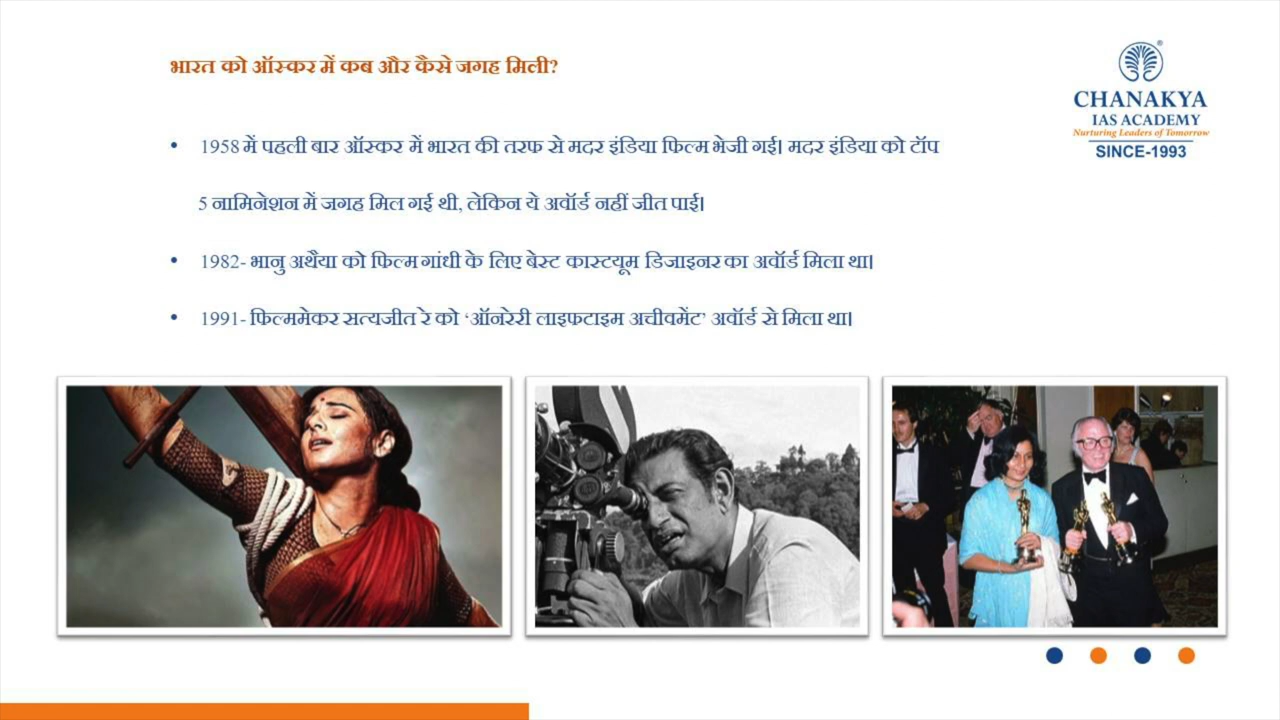 भारत को ऑस्कर में कब और कैसे जगह मिली?
CHANAKYA
IAS ACADEMY
Nurturing Leaders of Tomorrow
SINCE-1993
• 1958 में पहली बार ऑस्कर में भारत की तरफ से मदर इंडिया फिल्म भेजी गई। मदर इंडिया को टॉप
5 नामिनेशन में जगह मिल गई थी, लेकिन ये अवॉर्ड नहीं जीत पाई।
• 1982- भानु अथैया को फिल्म गांधी के लिए बेस्ट कास्टयूम डिजाइनर का अवॉर्ड मिला था।
• 1991- फिल्ममेकर सत्यजीत रे को ‘ऑनरेरी लाइफटाइम अचीवमेंट’ अवॉर्ड से मिला था।